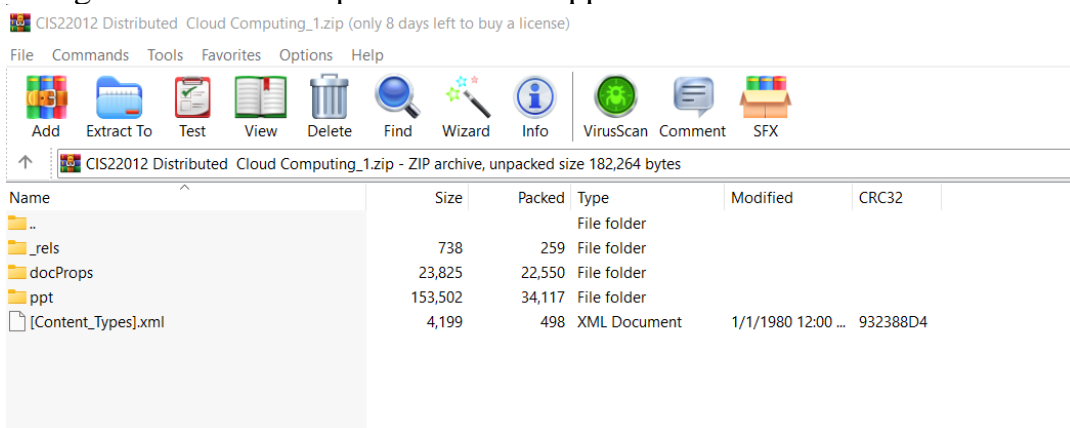 CIS22012 Distributed  Cloud Computing_1.zip (only 8 days left to buy a license)
File Commands Tools Favorites Options Help
Add Extract To Test View Delete Find Wizard Info VirusScan Comment SFX
CIS22012 Distributed  Cloud Computing_1.zip - ZIP archive, unpacked size 182,264 bytes
Name Size Packed Type Modified CRC32
.. File folder
_rels 738 259 File folder
docProps 23,825 22,550 File folder
ppt 153,502 34,117 File folder
[Content_Types].xml 4,199 498 XML Document 1/1/1980 12:00 ... 932388D4